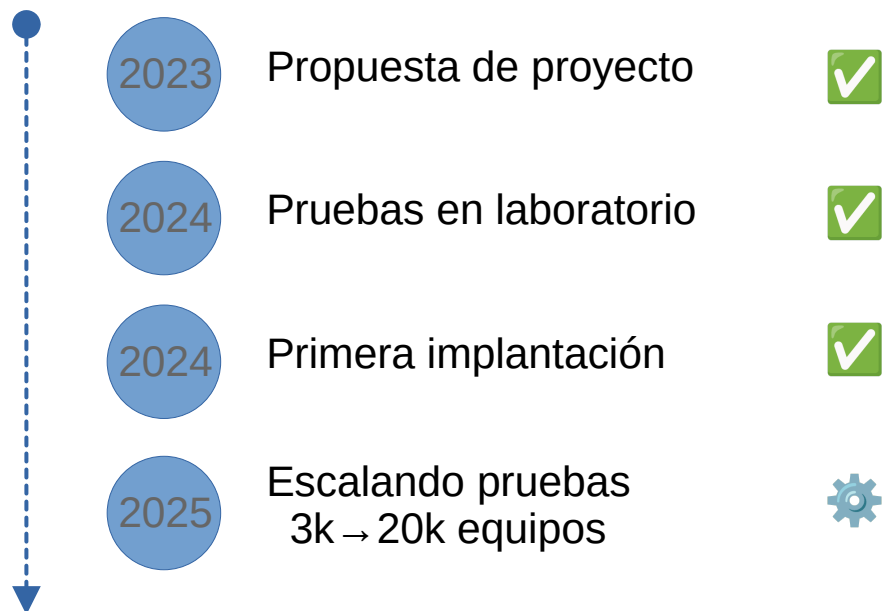 2023 Propuesta de proyecto ✅
2024 Pruebas en laboratorio ✅
2024 Primera implantación ✅
2025 Escalando pruebas
3k→20k equipos ⚙️